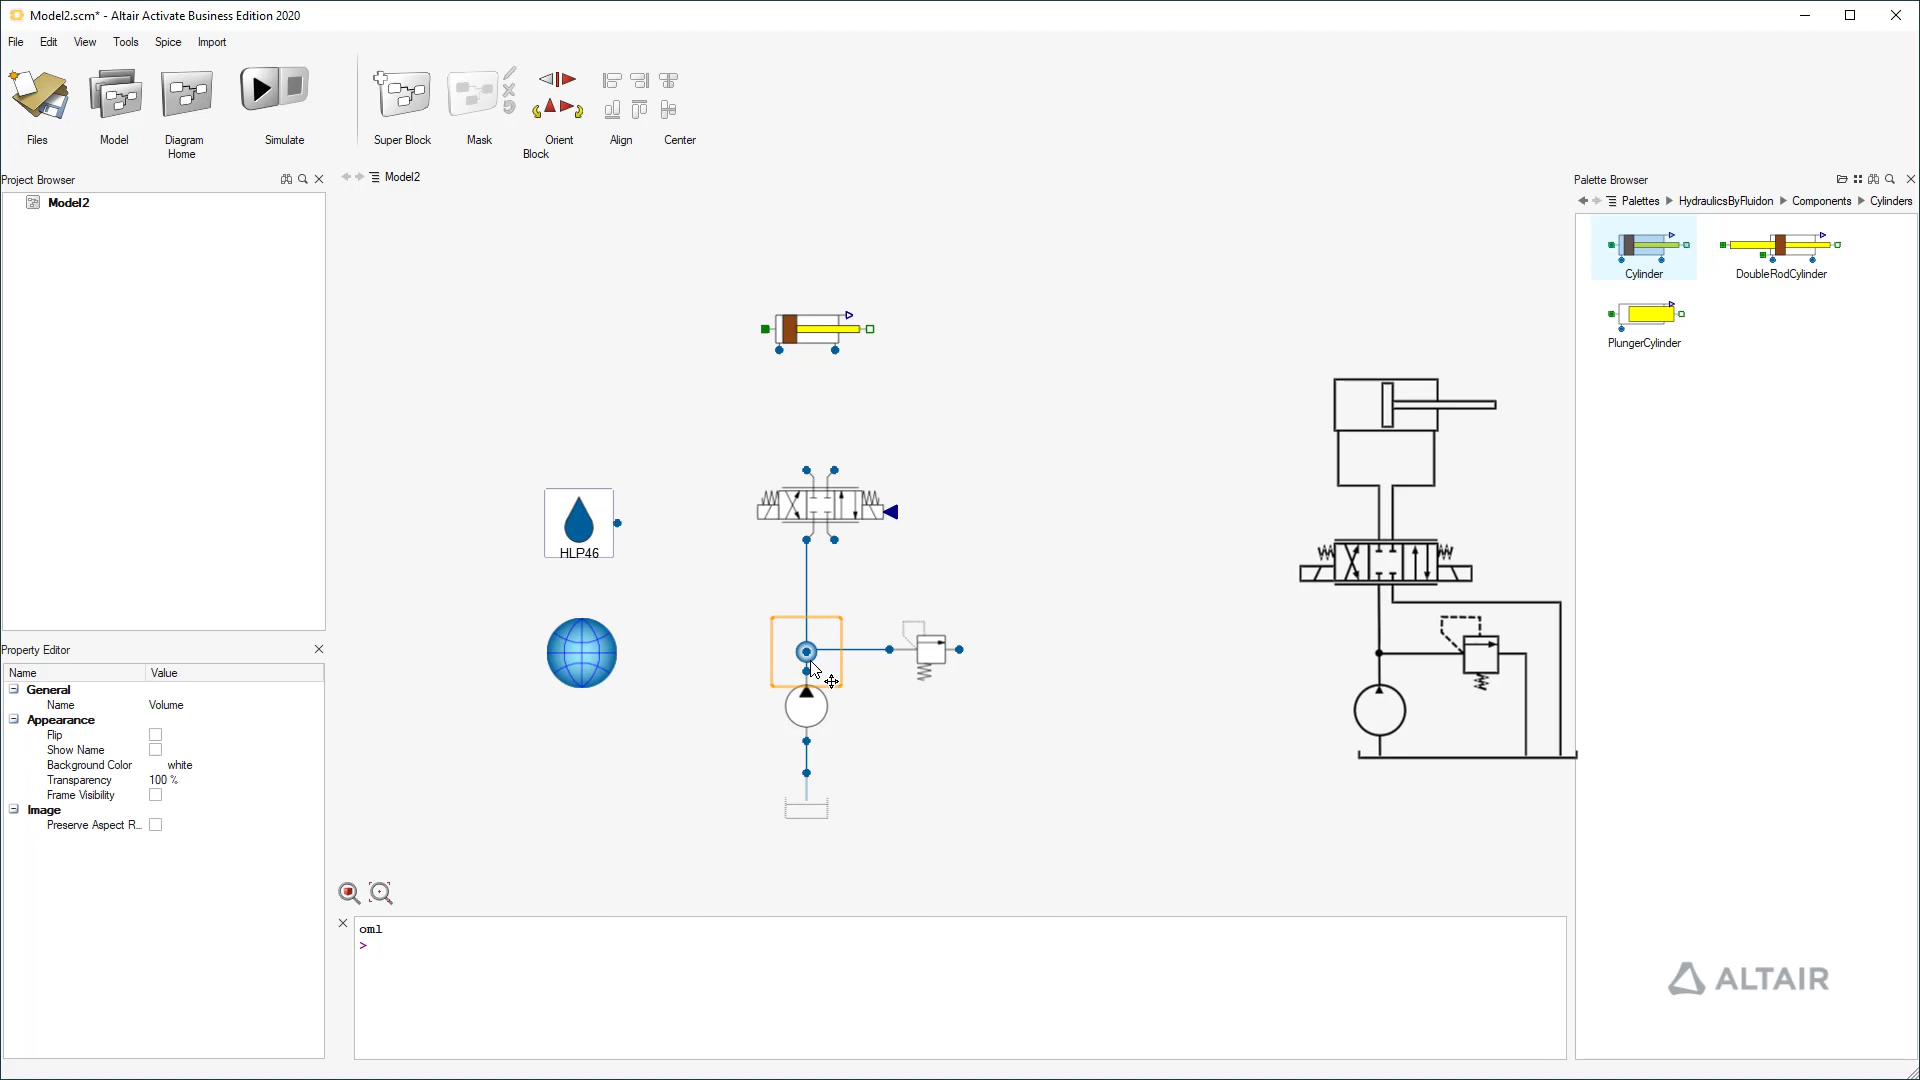 Model2.scm* - Altair Activate Business Edition 2020
File Edit View Tools Spice Import
Files Model Diagram Simulate Super Block Mask Orient Align Center
Home Block
Project Browser
Model2
Model2
Palette Browser
Palettes HydraulicsByFluidon Components Cylinders
Cylinder DoubleRodCylinder
PlungerCylinder
HLP46
Property Editor
Name Value
General
Name Volume
Appearance
Flip
Show Name
Background Color white
Transparency 100 %
Frame Visibility
Image
Preserve Aspect R...
oml
>
ALTAIR